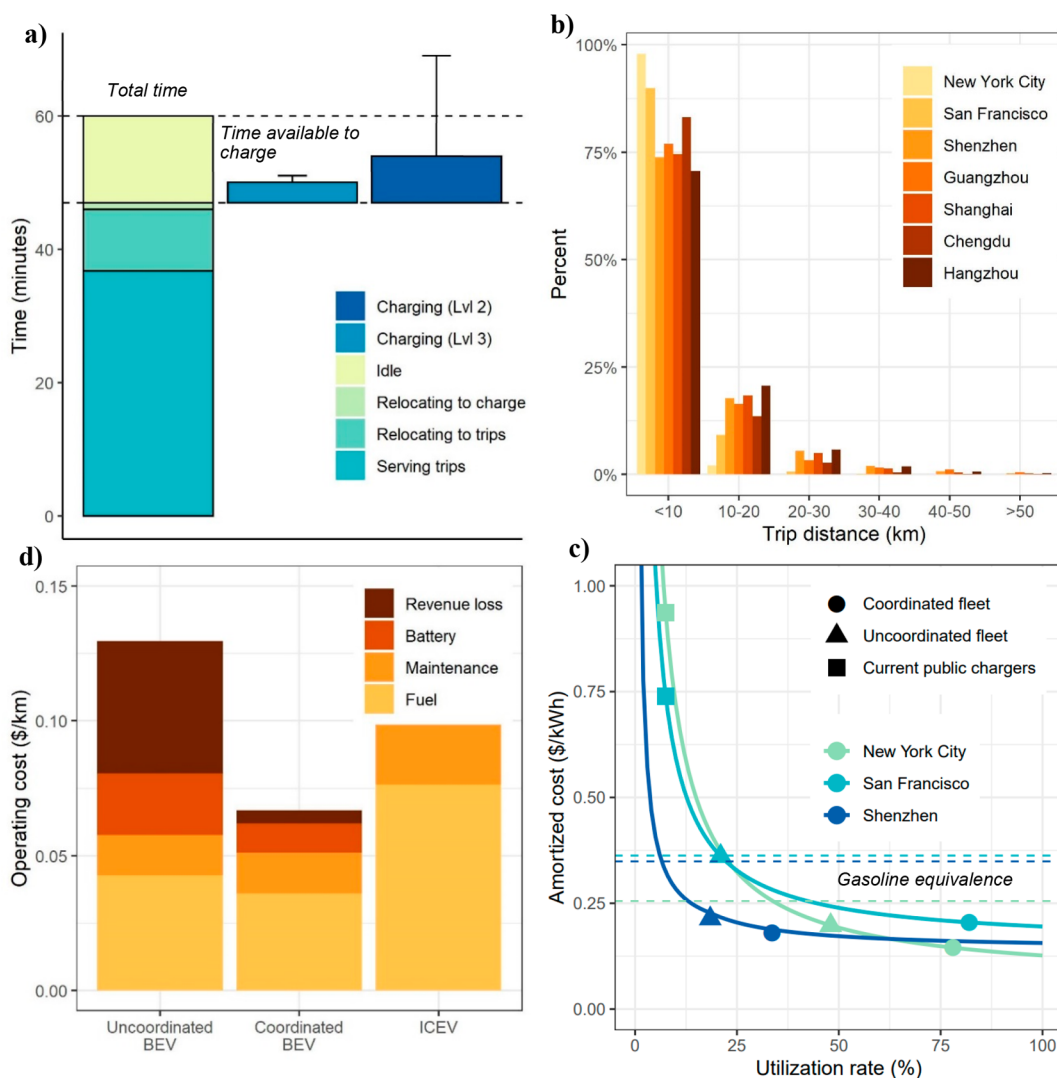 a)
Total time
Time available to
charge
60
40
20
0
Time (minutes)
Charging (Lvl 2)
Charging (Lvl 3)
Idle
Relocating to charge
Relocating to trips
Serving trips
b)
100%
75%
50%
25%
0%
Percent
New York City
San Francisco
Shenzhen
Guangzhou
Shanghai
Chengdu
Hangzhou
<10
10-20
20-30
30-40
40-50
>50
Trip distance (km)
d)
0.15
0.10
0.05
0.00
Operating cost ($/km)
Revenue loss
Battery
Maintenance
Fuel
Uncoordinated
BEV
Coordinated
BEV
ICEV
c)
1.00
0.75
0.50
0.25
0.00
Amortized cost ($/kWh)
Coordinated fleet
Uncoordinated fleet
Current public chargers
New York City
San Francisco
Shenzhen
Gasoline equivalence
0
25
50
75
100
Utilization rate (%)